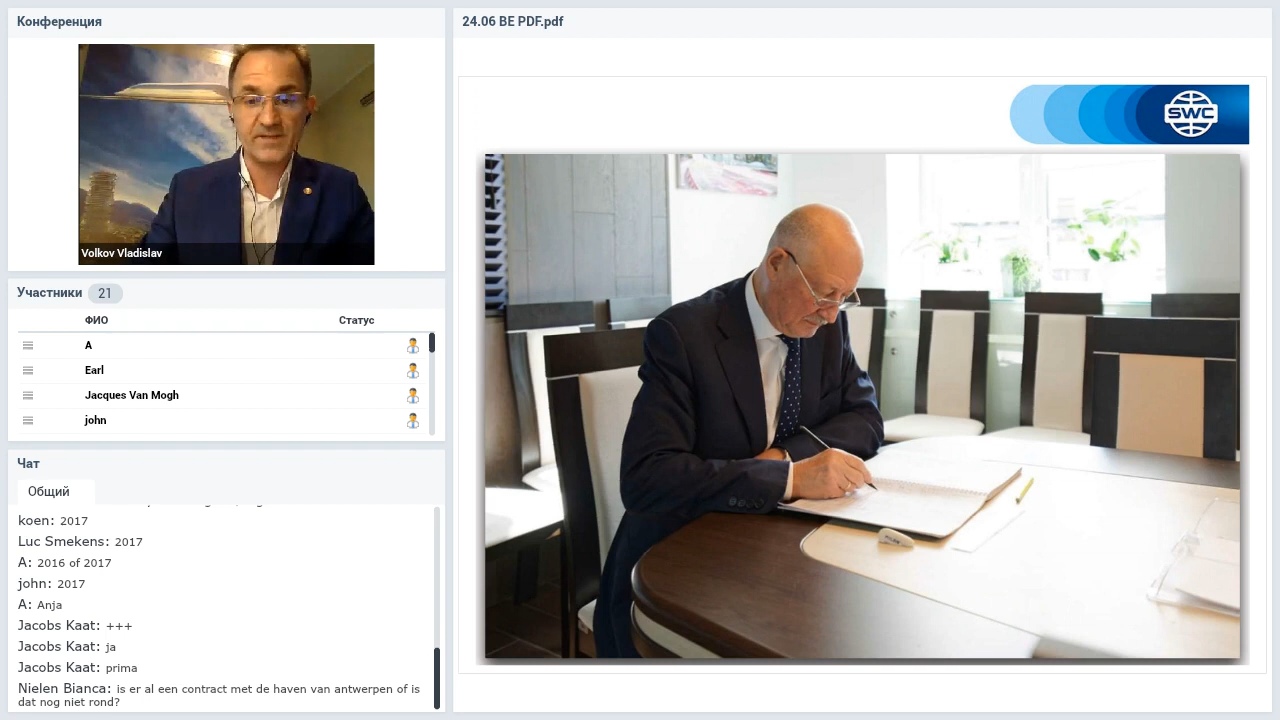 Конференция
Volkov Vladislav
Участники 21
ФИО Статус
A
Earl
Jacques Van Mogh
john
Чат
Общий
koen: 2017
Luc Smekens: 2017
A: 2016 of 2017
john: 2017
A: Anja
Jacobs Kaat: +++
Jacobs Kaat: ja
Jacobs Kaat: prima
Nielen Bianca: is er al een contract met de haven van antwerpen of is
dat nog niet rond?
24.06 BE PDF.pdf
SWC